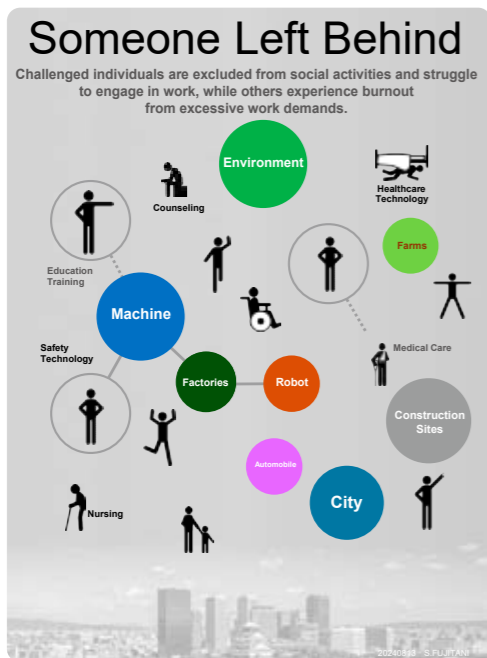 Someone Left Behind
Challenged individuals are excluded from social activities and struggle
to engage in work, while others experience burnout
from excessive work demands.
Environment
Counseling
Healthcare
Technology
Farms
Education
Training
Machine
Safety
Technology
Medical Care
Factories
Robot
Construction
Sites
Automobile
City
Nursing
20240313 S.FUJITANI